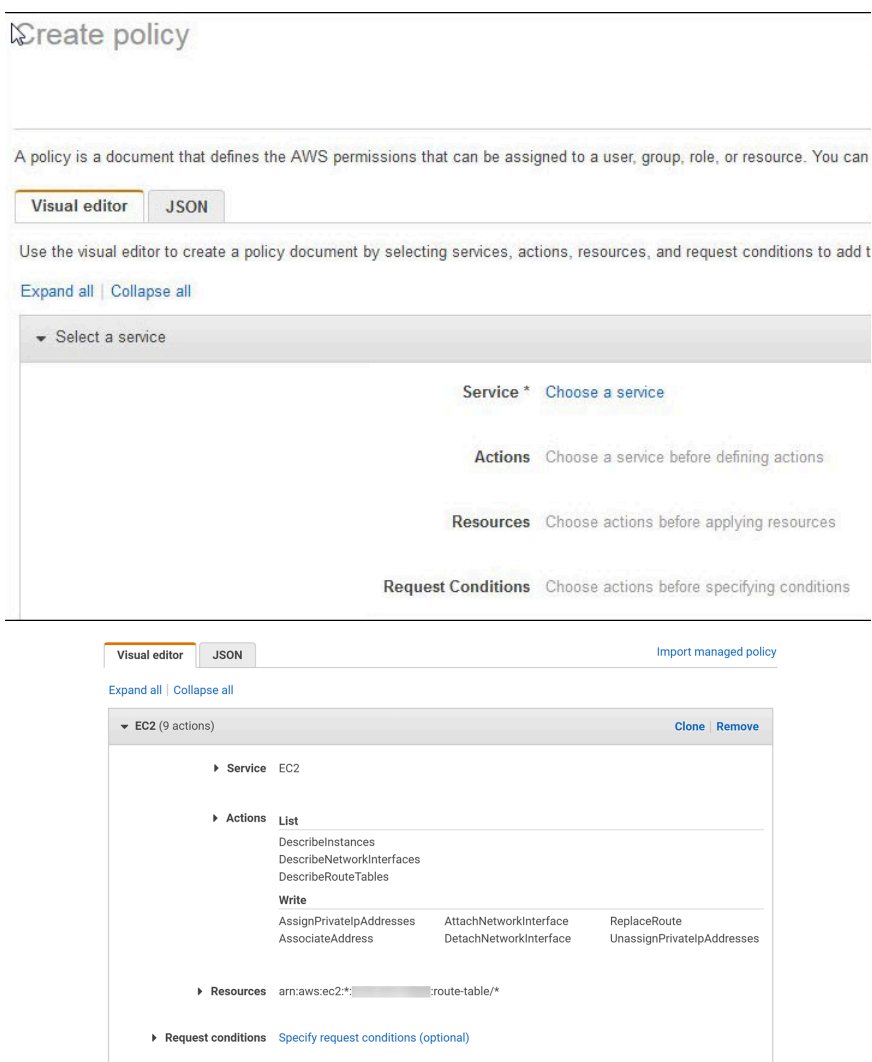 Create policy
A policy is a document that defines the AWS permissions that can be assigned to a user, group, role, or resource. You can
Visual editor JSON
Use the visual editor to create a policy document by selecting services, actions, resources, and request conditions to add t
Expand all | Collapse all
Select a service
Service * Choose a service
Actions Choose a service before defining actions
Resources Choose actions before applying resources
Request Conditions Choose actions before specifying conditions
Visual editor JSON Import managed policy
Expand all | Collapse all
EC2 (9 actions) Clone | Remove
Service EC2
Actions List
DescribeInstances
DescribeNetworkInterfaces
DescribeRouteTables
Write
AssignPrivateIpAddresses AttachNetworkInterface ReplaceRoute
AssociateAddress DetachNetworkInterface UnassignPrivateIpAddresses
Resources arn:aws:ec2:*: :route-table/*
Request conditions Specify request conditions (optional)